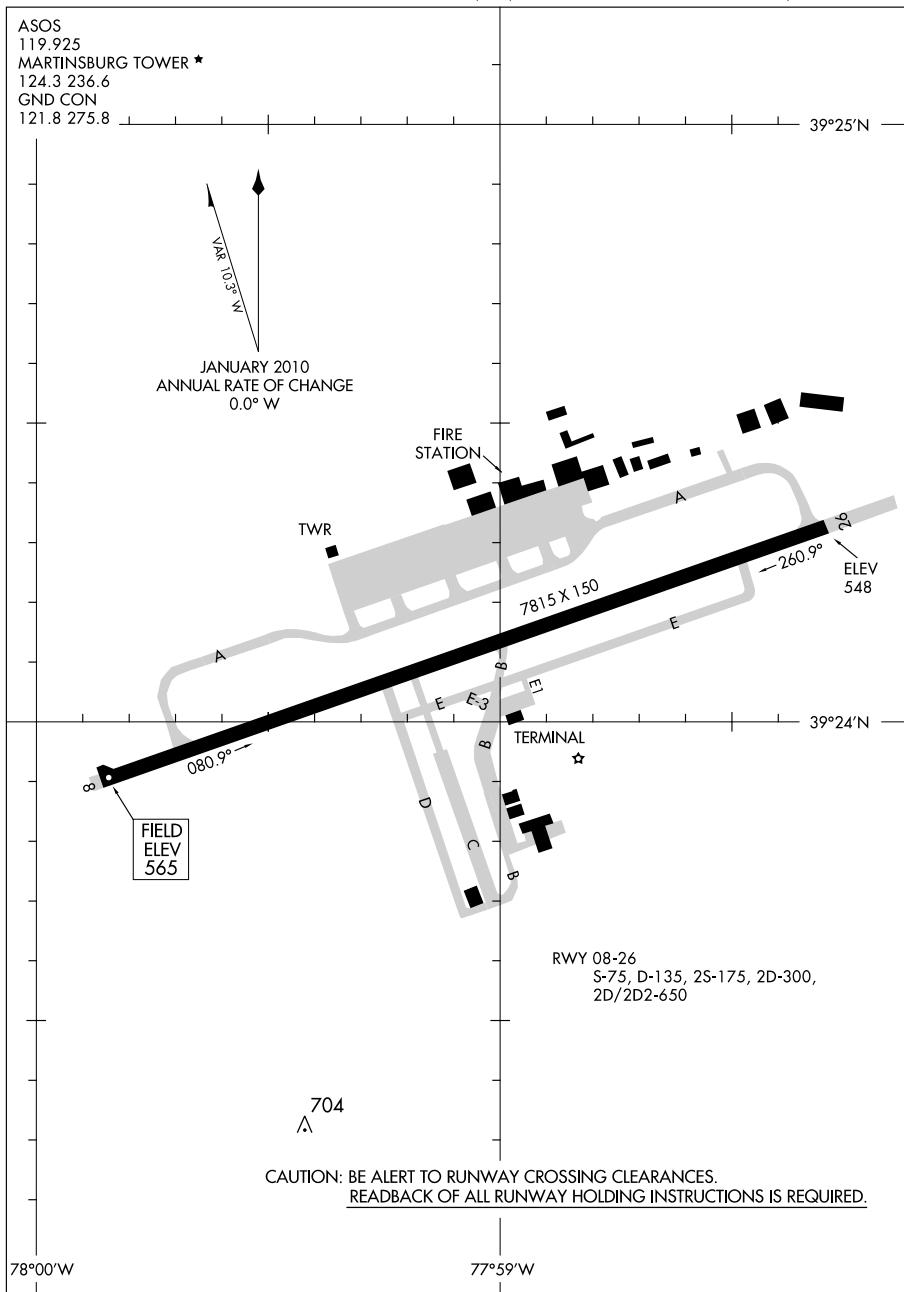 ASOS
119.925
MARTINSBURG TOWER
124.3 236.6
GND CON
121.8 275.8
39°25'N
VAR 10.3° W
JANUARY 2010
ANNUAL RATE OF CHANGE
0.0° W
FIRE
STATION
TWR
A
26
ELEV
548
260.9°
7815 X 150
E
A
B
E1
E
E-3
39°24'N
B
TERMINAL
080.9°
8
D
FIELD
ELEV
565
C
B
RWY 08-26
S-75, D-135, 2S-175, 2D-300,
2D/2D2-650
704
CAUTION: BE ALERT TO RUNWAY CROSSING CLEARANCES.
READBACK OF ALL RUNWAY HOLDING INSTRUCTIONS IS REQUIRED.
78°00'W
77°59'W